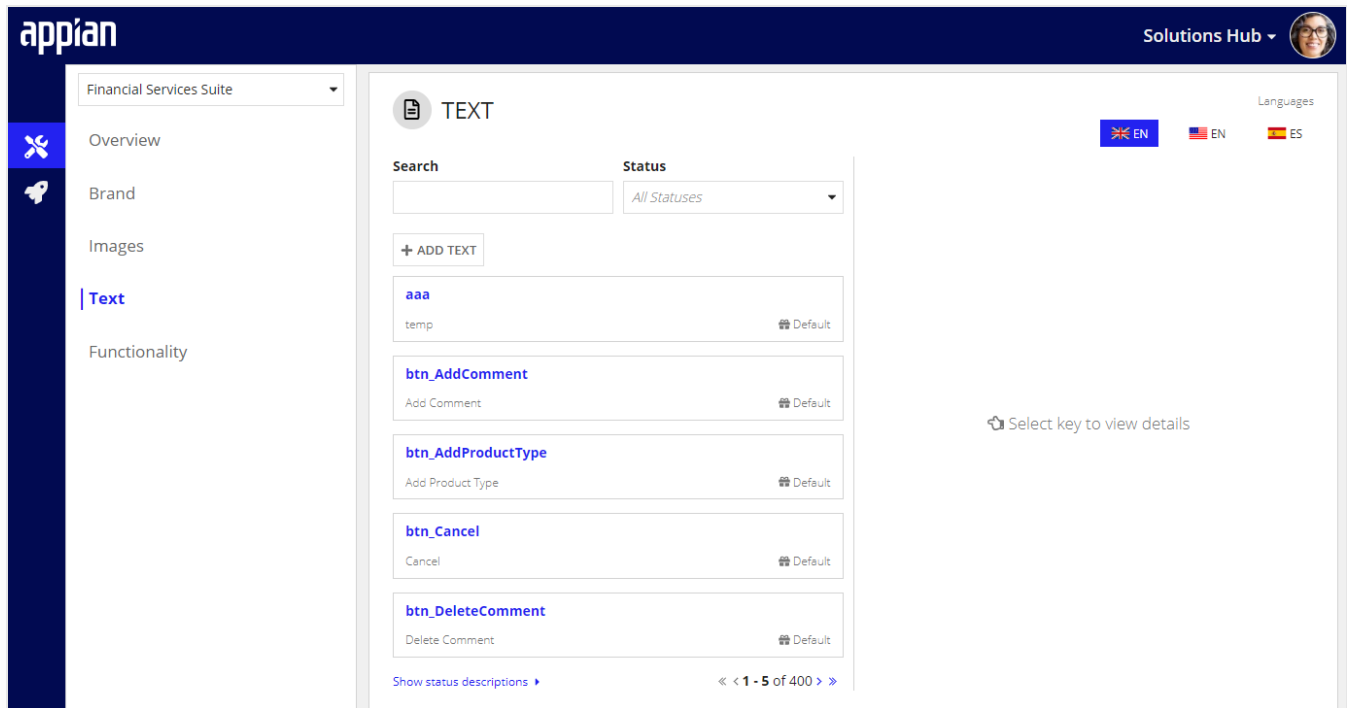 appian
Solutions Hub
Financial Services Suite
Overview
Brand
Images
Text
Functionality
TEXT
Languages
EN
EN
ES
Search
Status
All Statuses
+ ADD TEXT
aaa
temp
Default
btn_AddComment
Add Comment
Default
btn_AddProductType
Add Product Type
Default
btn_Cancel
Cancel
Default
btn_DeleteComment
Delete Comment
Default
Show status descriptions
« < 1 - 5 of 400 > »
Select key to view details